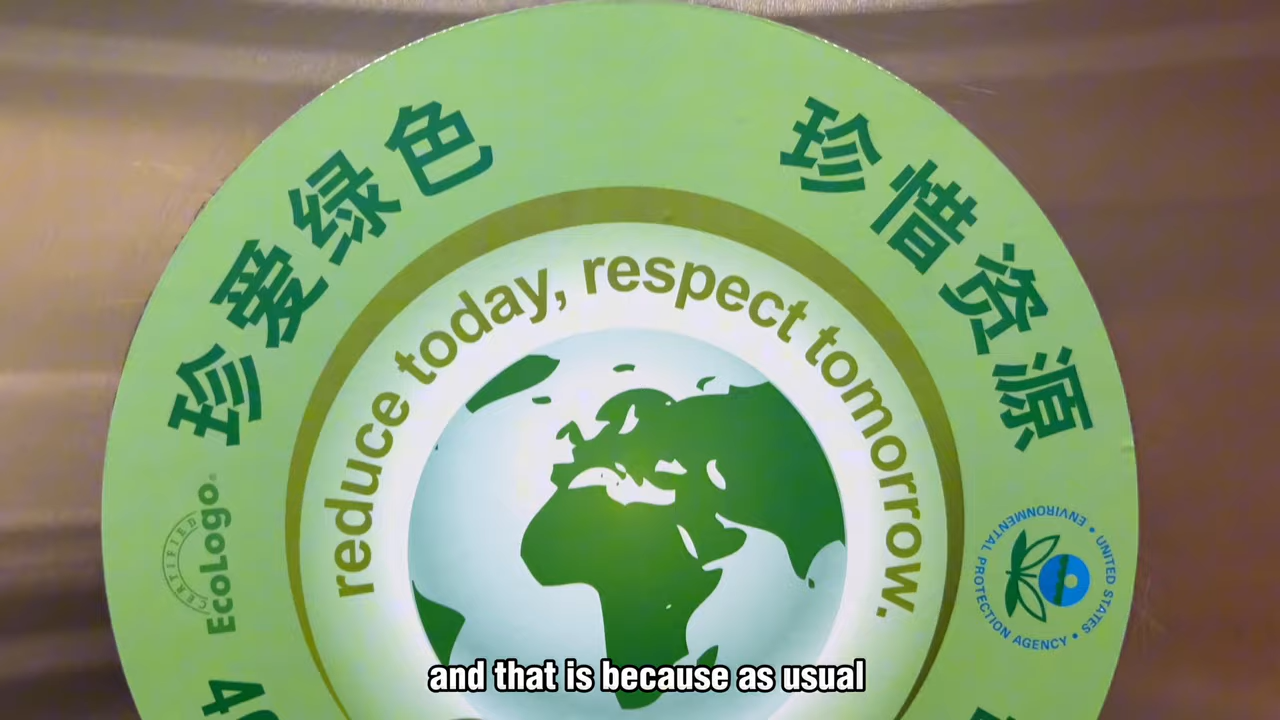 珍爱绿色
珍惜资源
reduce today, respect tomorrow.
CERTIFIED
EcoLogo
UNITED STATES • ENVIRONMENTAL PROTECTION AGENCY •
and that is because as usual